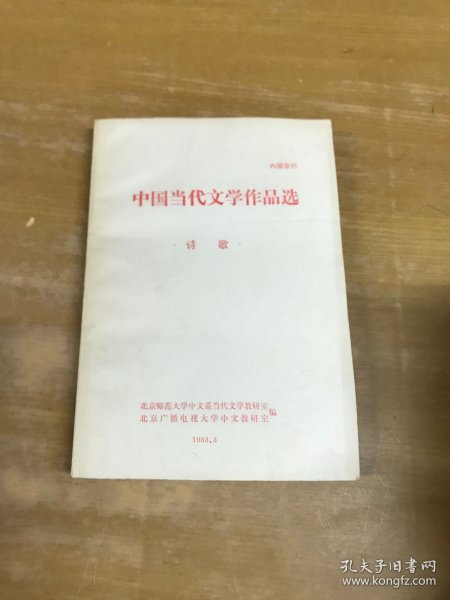 内部发行
中国当代文学作品选
·诗 歌·
北京师范大学中文系当代文学教研室
北京广播电视大学中文教研室 编
1983.3
孔夫子旧书网
www.kongfz.com